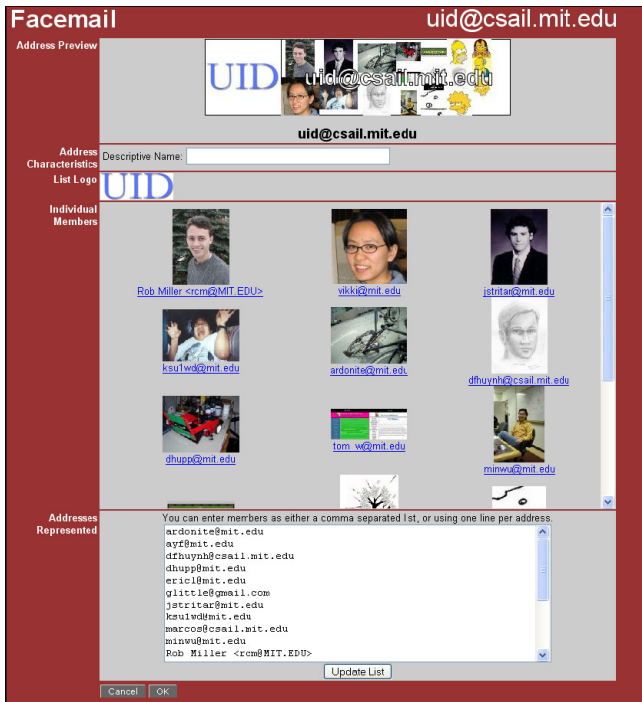 Facemail
uid@csail.mit.edu
Address Preview
UID
uid@csail.mit.edu
uid@csail.mit.edu
Address
Characteristics
Descriptive Name:
List Logo
UID
Individual
Members
Rob Miller <rcm@MIT.EDU>
vikki@mit.edu
jstritar@mit.edu
ksu1wd@mit.edu
ardonite@mit.edu
dfhuynh@csail.mit.edu
dhupp@mit.edu
tom_w@mit.edu
minwu@mit.edu
Addresses
Represented
You can enter members as either a comma separated list, or using one line per address.
ardonite@mit.edu
ayf@mit.edu
dfhuynh@csail.mit.edu
dhupp@mit.edu
ericl@mit.edu
glittle@gmail.com
jstritar@mit.edu
ksu1wd@mit.edu
marcos@csail.mit.edu
minwu@mit.edu
Rob Miller <rcm@MIT.EDU>
Update List
Cancel
OK